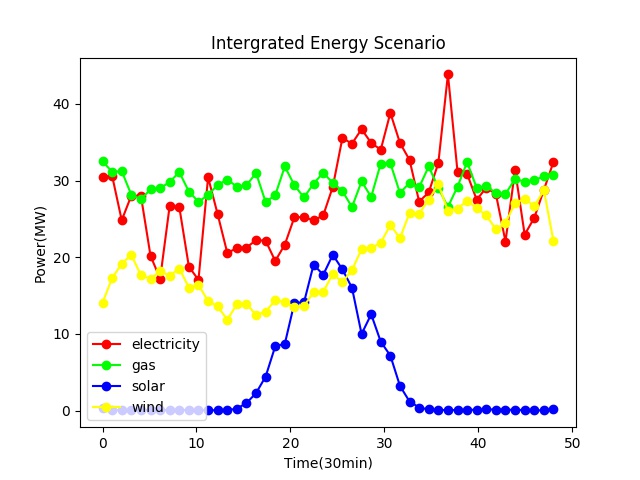 Intergrated Energy Scenario
Power(MW)
40
30
20
10
0
electricity
gas
solar
wind
0 10 20 30 40 50
Time(30min)